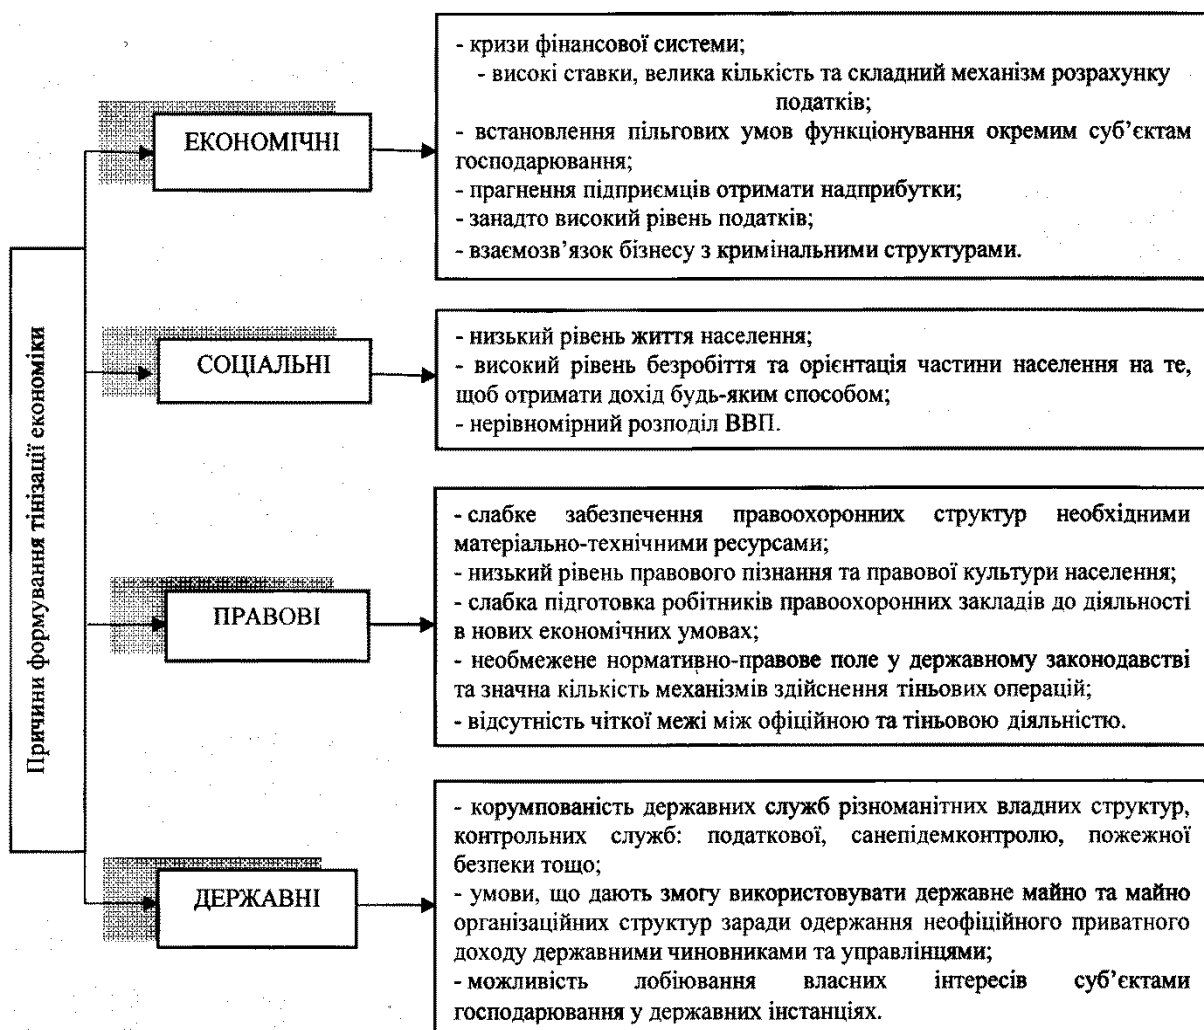 Причини формування тінізації економіки
ЕКОНОМІЧНІ
- кризи фінансової системи;
- високі ставки, велика кількість та складний механізм розрахунку
податків;
- встановлення пільгових умов функціонування окремим суб’єктам
господарювання;
- прагнення підприємців отримати надприбутки;
- занадто високий рівень податків;
- взаємозв’язок бізнесу з кримінальними структурами.
СОЦІАЛЬНІ
- низький рівень життя населення;
- високий рівень безробіття та орієнтація частини населення на те,
щоб отримати дохід будь-яким способом;
- нерівномірний розподіл ВВП.
ПРАВОВІ
- слабке забезпечення правоохоронних структур необхідними
матеріально-технічними ресурсами;
- низький рівень правового пізнання та правової культури населення;
- слабка підготовка робітників правоохоронних закладів до діяльності
в нових економічних умовах;
- необмежене нормативно-правове поле у державному законодавстві
та значна кількість механізмів здійснення тіньових операцій;
- відсутність чіткої межі між офіційною та тіньовою діяльністю.
ДЕРЖАВНІ
- корумпованість державних служб різноманітних владних структур,
контрольних служб: податкової, санепідемконтролю, пожежної
безпеки тощо;
- умови, що дають змогу використовувати державне майно та майно
організаційних структур заради одержання неофіційного приватного
доходу державними чиновниками та управлінцями;
- можливість лобіювання власних інтересів суб’єктами
господарювання у державних інстанціях.